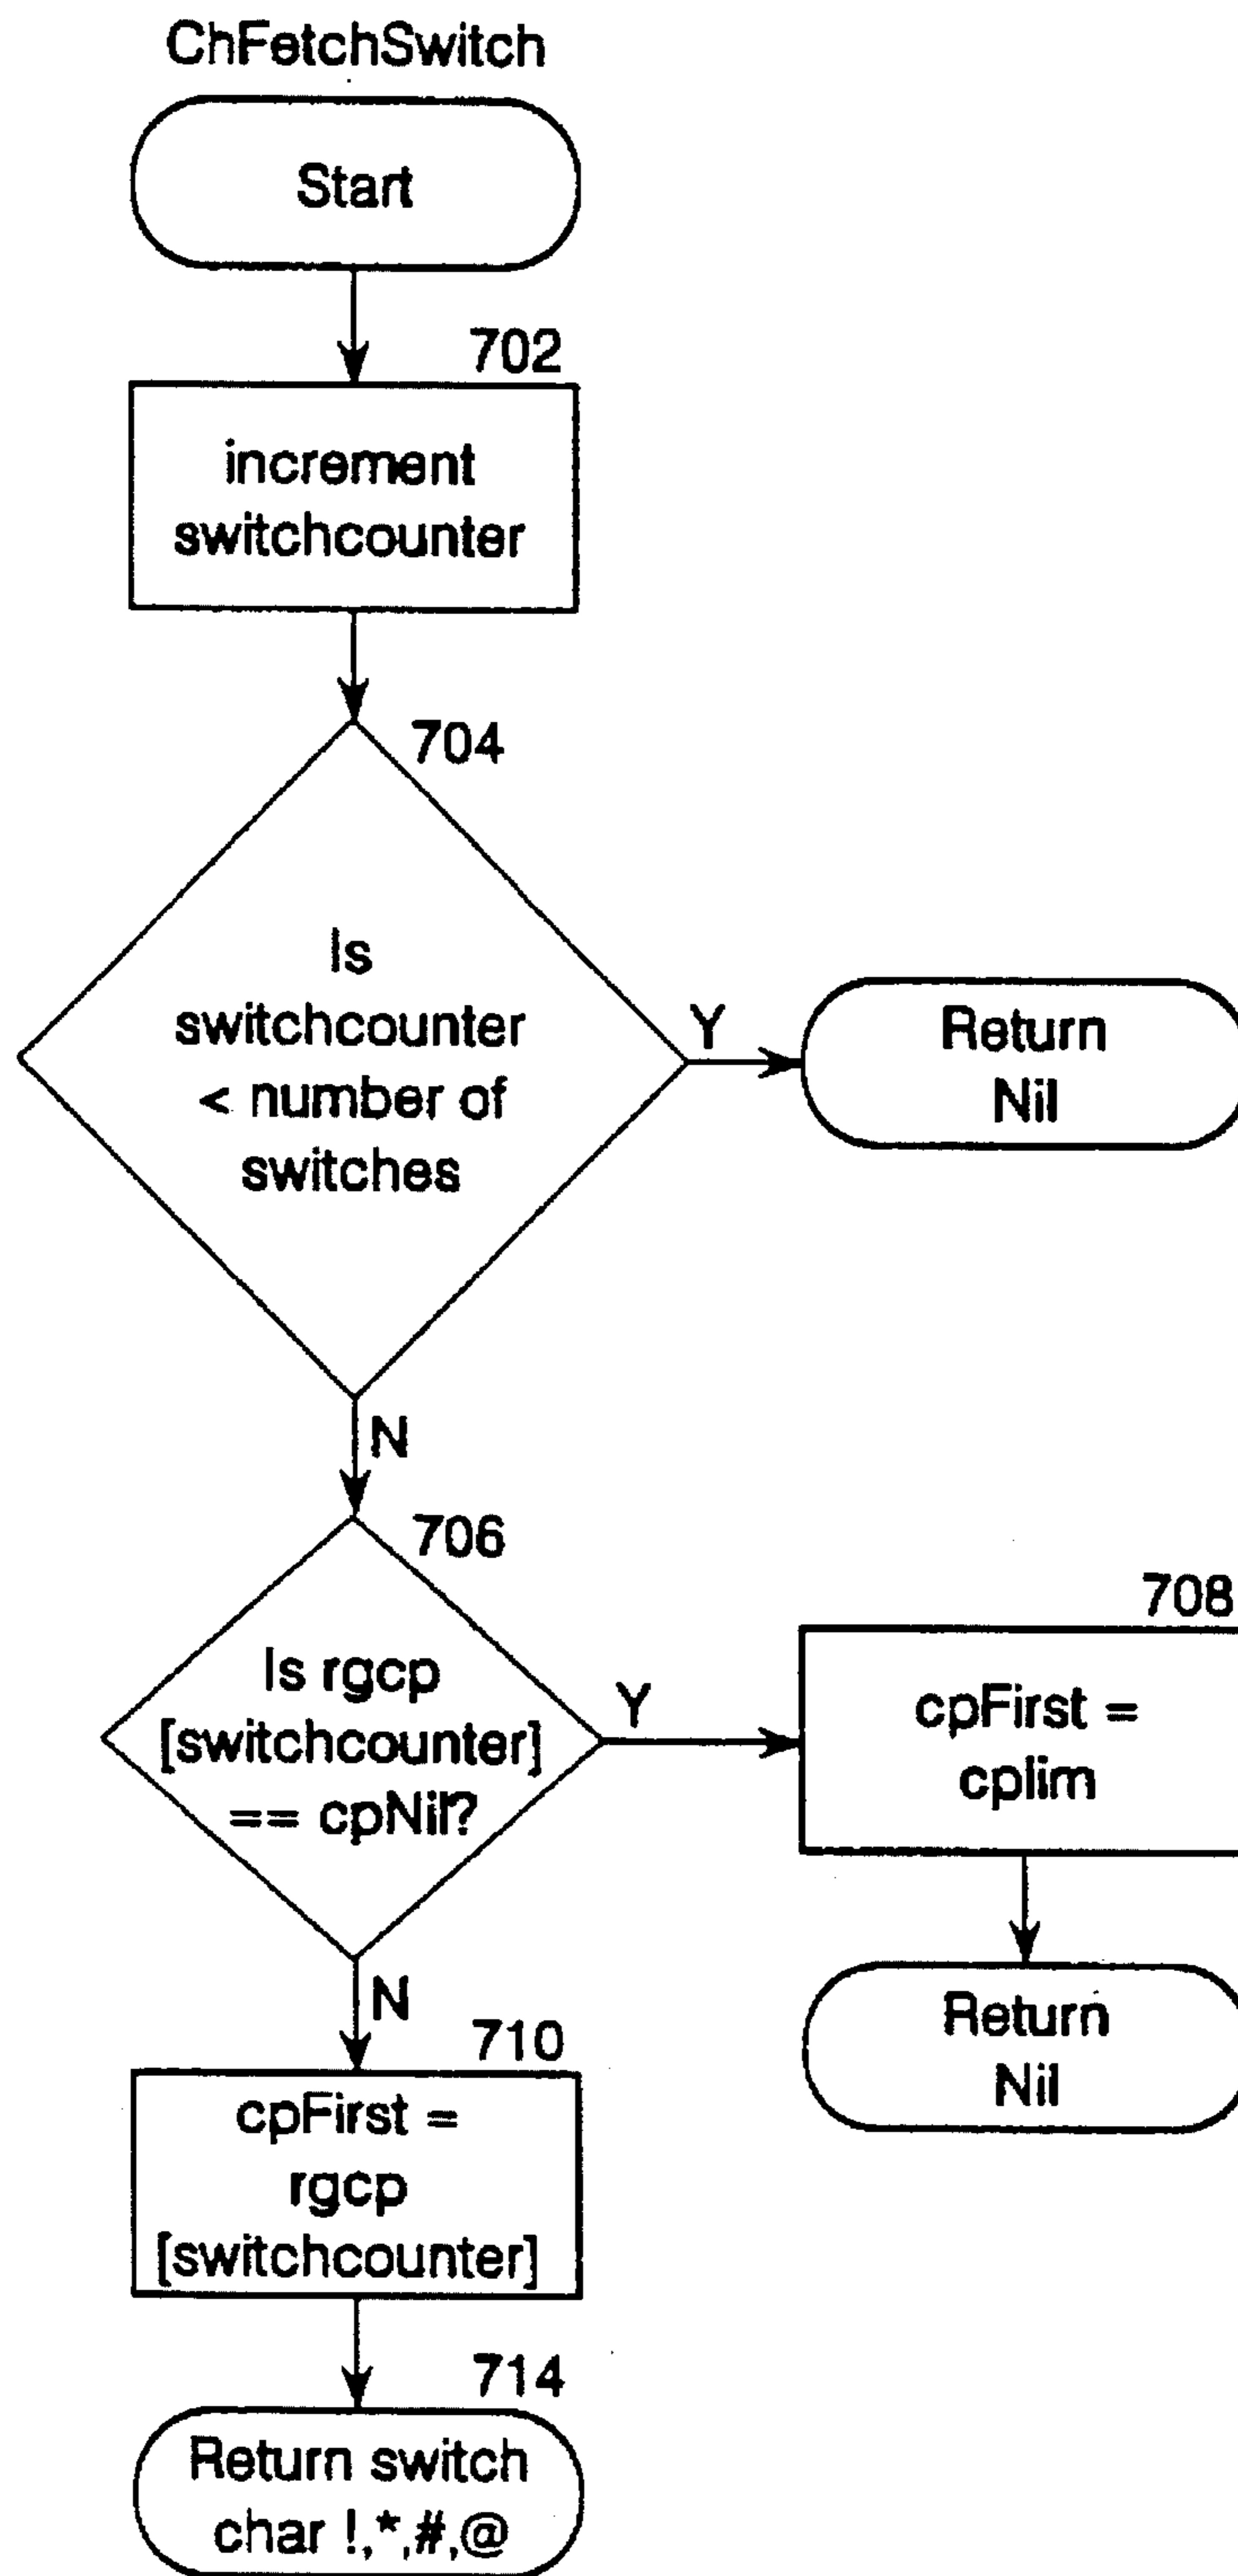 ChFetchSwitch
Start
702
increment
switchcounter
704
Is
switchcounter
< number of
switches
Y
Return
Nil
N
706
Is rgcp
[switchcounter]
== cpNil?
Y
708
cpFirst =
cplim
Return
Nil
N
710
cpFirst =
rgcp
[switchcounter]
714
Return switch
char !,*,#,@